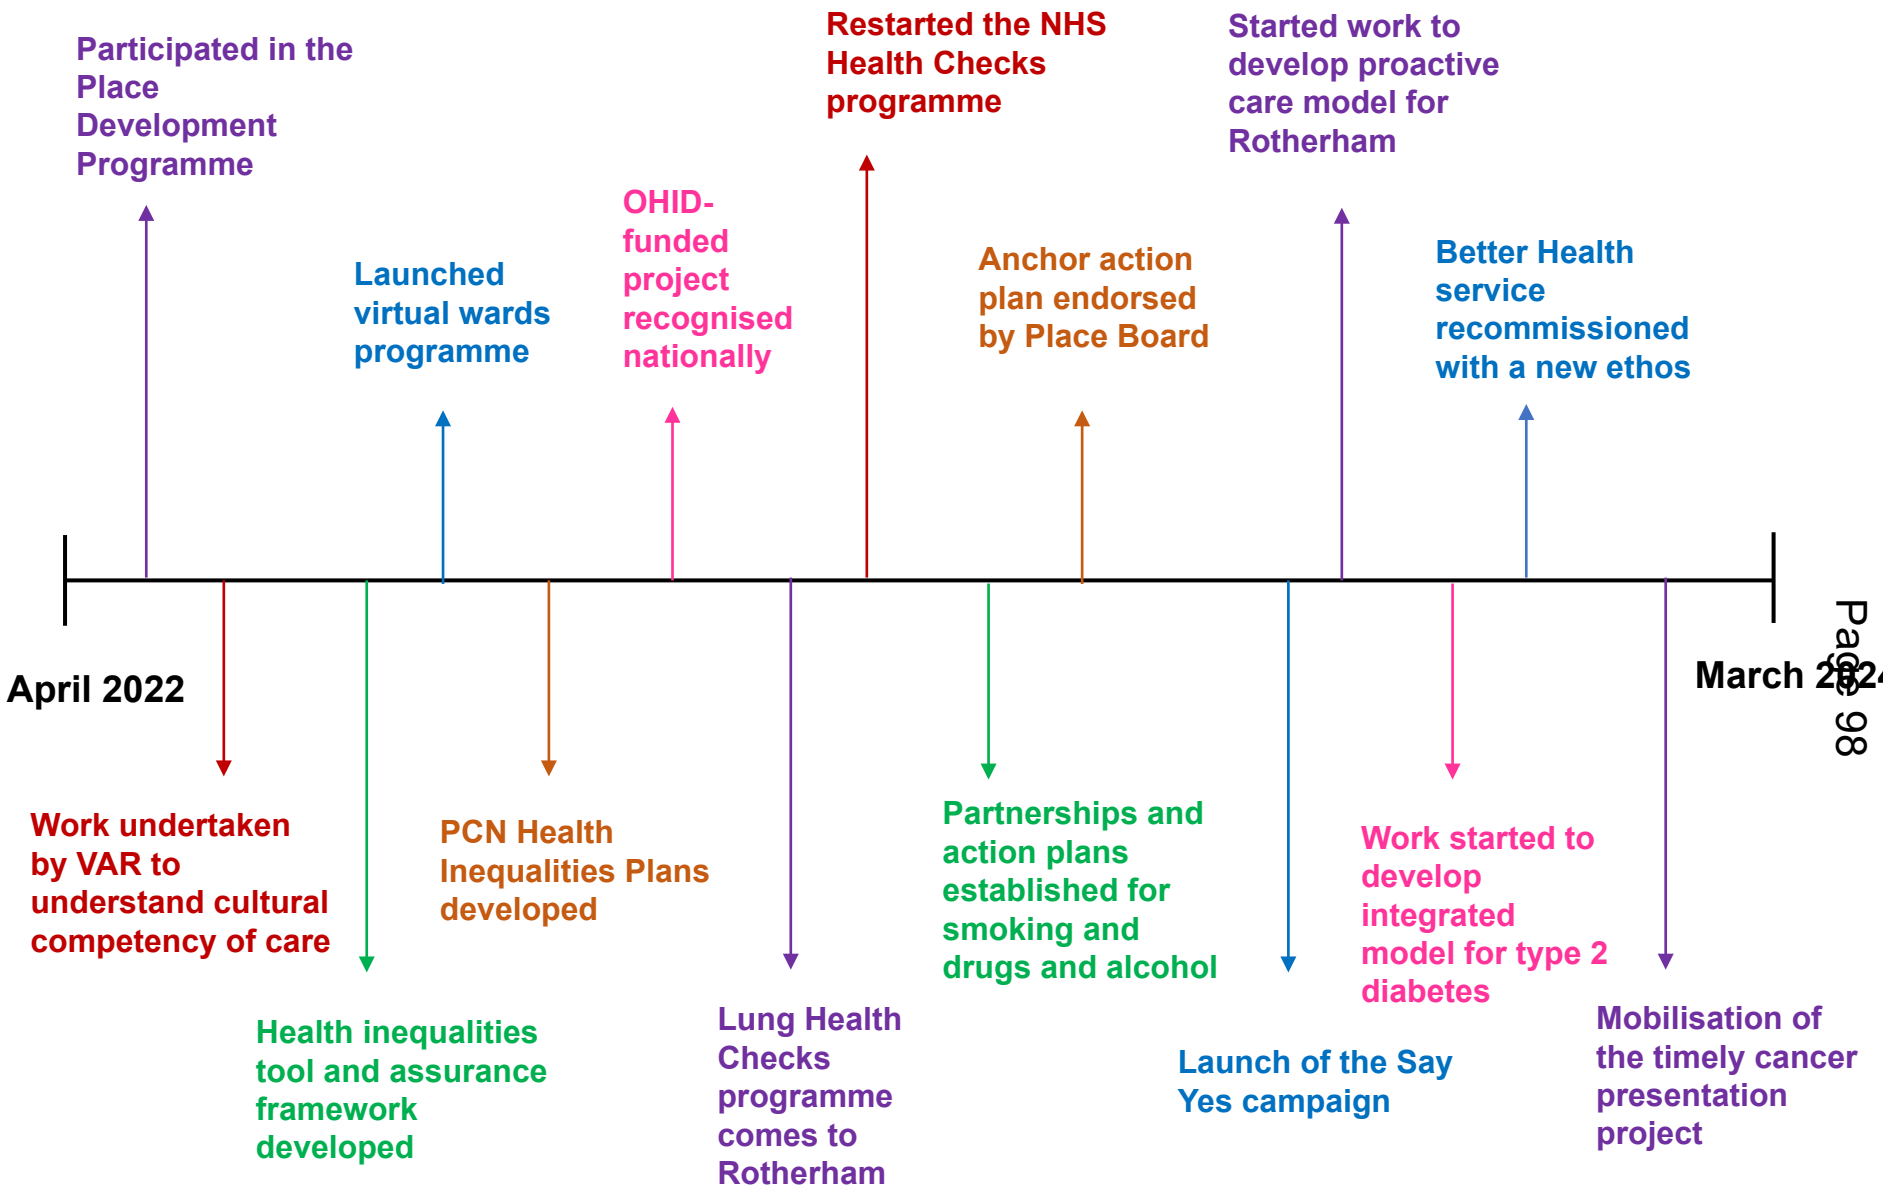 Participated in the
Place
Development
Programme
Launched
virtual wards
programme
OHID-
funded
project
recognised
nationally
Restarted the NHS
Health Checks
programme
Anchor action
plan endorsed
by Place Board
Started work to
develop proactive
care model for
Rotherham
Better Health
service
recommissioned
with a new ethos
April 2022
March 2024
Page 98
Work undertaken
by VAR to
understand cultural
competency of care
Health inequalities
tool and assurance
framework
developed
PCN Health
Inequalities Plans
developed
Lung Health
Checks
programme
comes to
Rotherham
Partnerships and
action plans
established for
smoking and
drugs and alcohol
Launch of the Say
Yes campaign
Work started to
develop
integrated
model for type 2
diabetes
Mobilisation of
the timely cancer
presentation
project